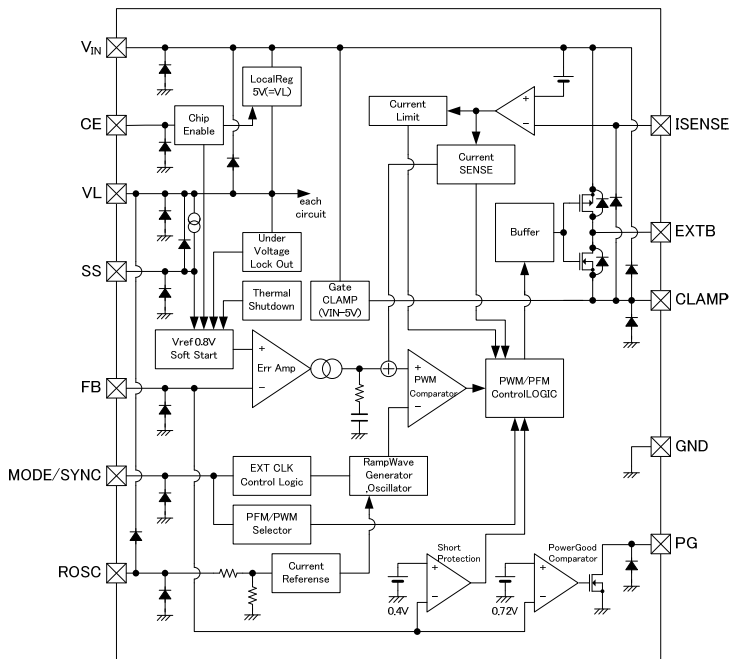 VIN
LocalReg
5V(=VL)
CE
Chip
Enable
Current
Limit
+
−
ISENSE
Current
SENSE
VL
each
circuit
Buffer
EXTB
Under
Voltage
Lock Out
SS
Thermal
Shutdown
Gate
CLAMP
(VIN−5V)
CLAMP
Vref 0.8V
Soft Start
+
Err Amp
−
+
PWM
Comparator
−
PWM/PFM
ControlLOGIC
FB
GND
MODE/SYNC
EXT CLK
Control Logic
RampWave
Generator
,Oscillator
PFM/PWM
Selector
Short
Protection
PowerGood
Comparator
PG
ROSC
Current
Referense
+
−
0.4V
+
−
0.72V